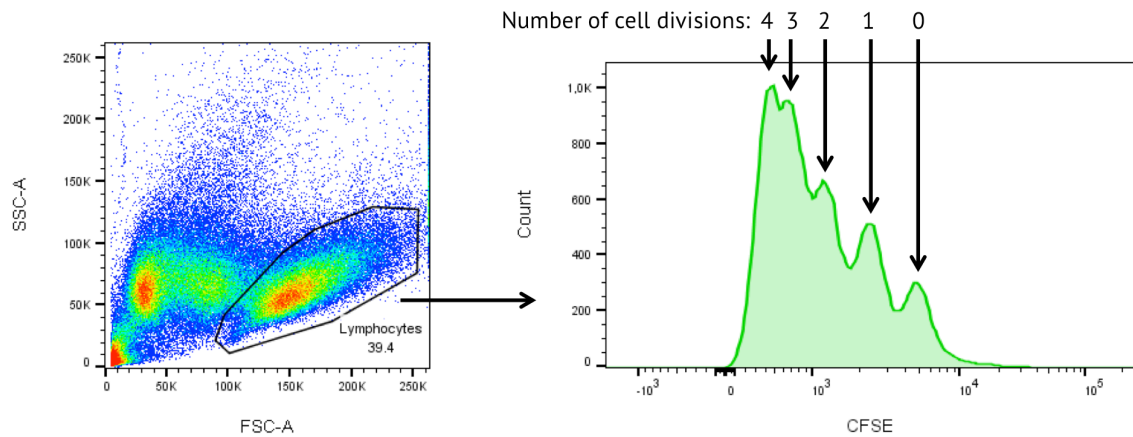 Number of cell divisions: 4 3 2 1 0
250K
200K
150K
100K
50K
0
SSC-A
Lymphocytes
39.4
0 50K 100K 150K 200K 250K
FSC-A
1,0K
800
600
400
200
0
Count
-10³ 0 10³ 10⁴ 10⁵
CFSE